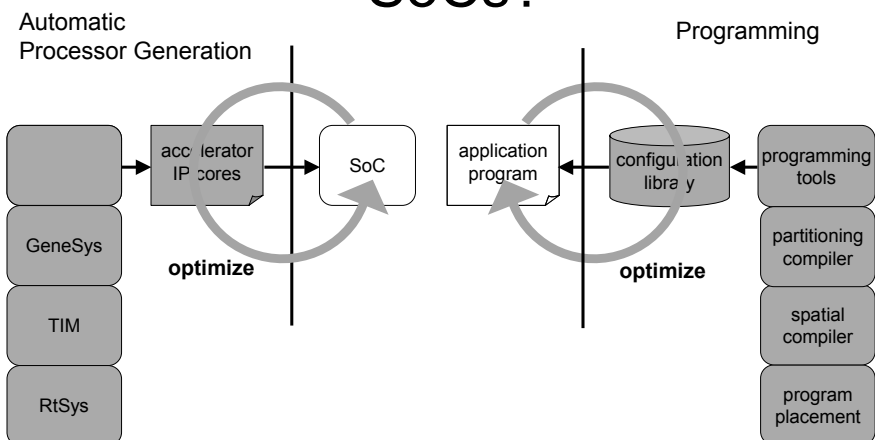 SoCs?
Automatic
Processor Generation
Programming
accelerator
IP cores
SoC
application
program
configuration
library
programming
tools
GeneSys
optimize
optimize
partitioning
compiler
TIM
spatial
compiler
RtSys
program
placement